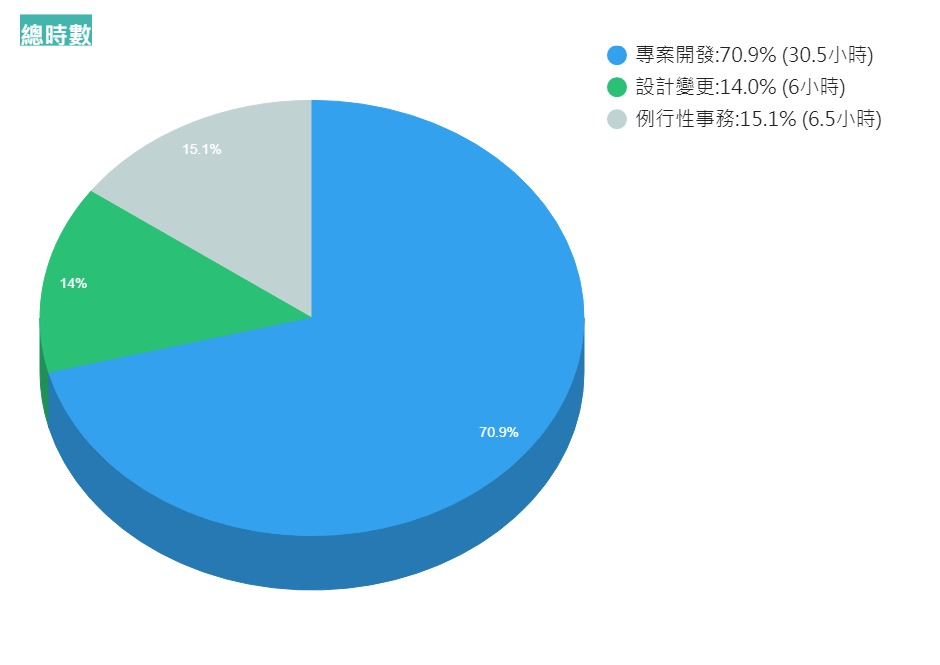 總時數
專案開發:70.9% (30.5小時)
設計變更:14.0% (6小時)
例行性事務:15.1% (6.5小時)
15.1%
14%
70.9%